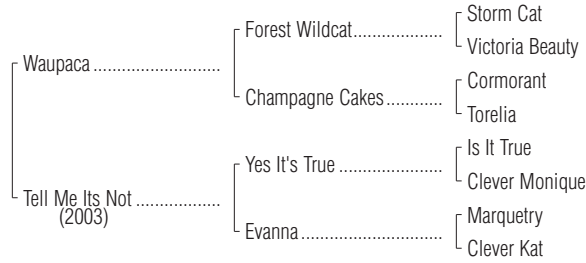 Storm Cat
Forest Wildcat....................
Victoria Beauty
Waupaca ............................
Cormorant
Champagne Cakes............
Torelia
Is It True
Yes It's True .......................
Clever Monique
Tell Me Its Not ...................
(2003)
Marquetry
Evanna...............................
Clever Kat